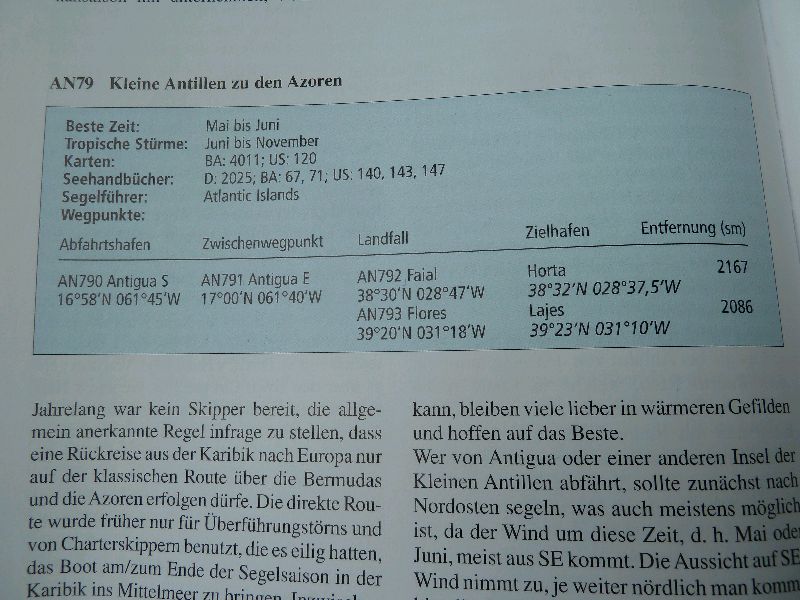 AN79 Kleine Antillen zu den Azoren
Beste Zeit: Mai bis Juni
Tropische Stürme: Juni bis November
Karten: BA: 4011; US: 120
Seehandbücher: D: 2025; BA: 67, 71; US: 140, 143, 147
Segelführer: Atlantic Islands
Wegpunkte:
Abfahrtshafen Zwischenwegpunkt Landfall Zielhafen Entfernung (sm)
AN790 Antigua S AN791 Antigua E AN792 Faial Horta 2167
16°58'N 061°45'W 17°00'N 061°40'W 38°30'N 028°47'W 38°32'N 028°37,5'W
AN793 Flores Lajes 2086
39°20'N 031°18'W 39°23'N 031°10'W
Jahrelang war kein Skipper bereit, die allge-
mein anerkannte Regel infrage zu stellen, dass
eine Rückreise aus der Karibik nach Europa nur
auf der klassischen Route über die Bermudas
und die Azoren erfolgen dürfe. Die direkte Rou-
te wurde früher nur für Überführungstörns und
von Charterskippern benutzt, die es eilig hatten,
das Boot am/zum Ende der Segelsaison in der
Karibik ins Mittelmeer zu bringen.
kann, bleiben viele lieber in wärmeren Gefilden
und hoffen auf das Beste.
Wer von Antigua oder einer anderen Insel der
Kleinen Antillen abfährt, sollte zunächst nach
Nordosten segeln, was auch meistens möglich
ist, da der Wind um diese Zeit, d. h. Mai oder
Juni, meist aus SE kommt. Die Aussicht auf SE
Wind nimmt zu, je weiter nördlich man komm